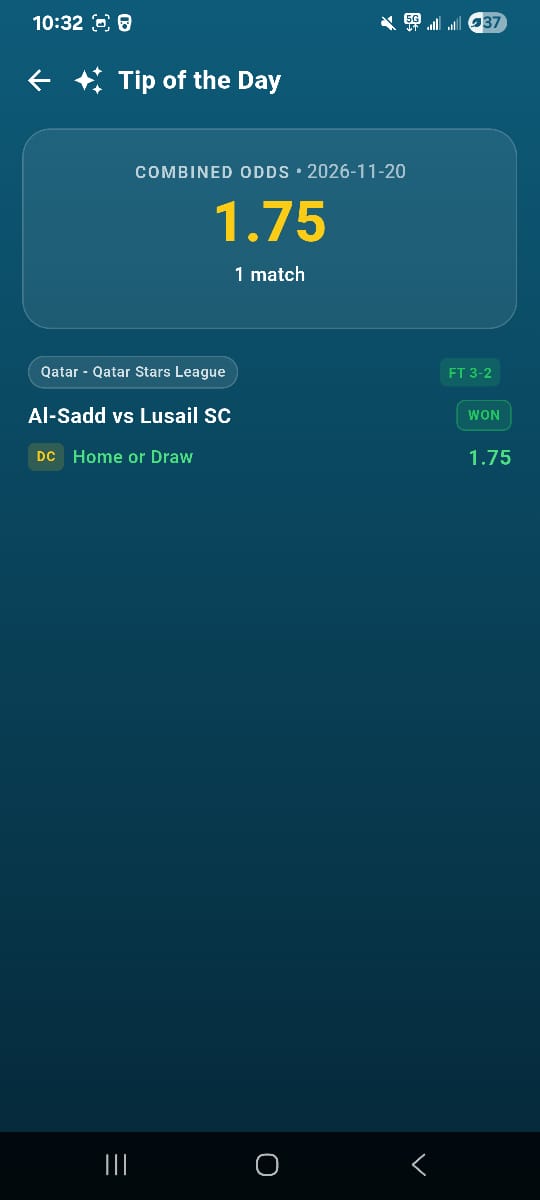 10:32 5G 37
Tip of the Day
COMBINED ODDS • 2026-11-20
1.75
1 match
Qatar - Qatar Stars League FT 3-2
Al-Sadd vs Lusail SC WON
DC Home or Draw 1.75